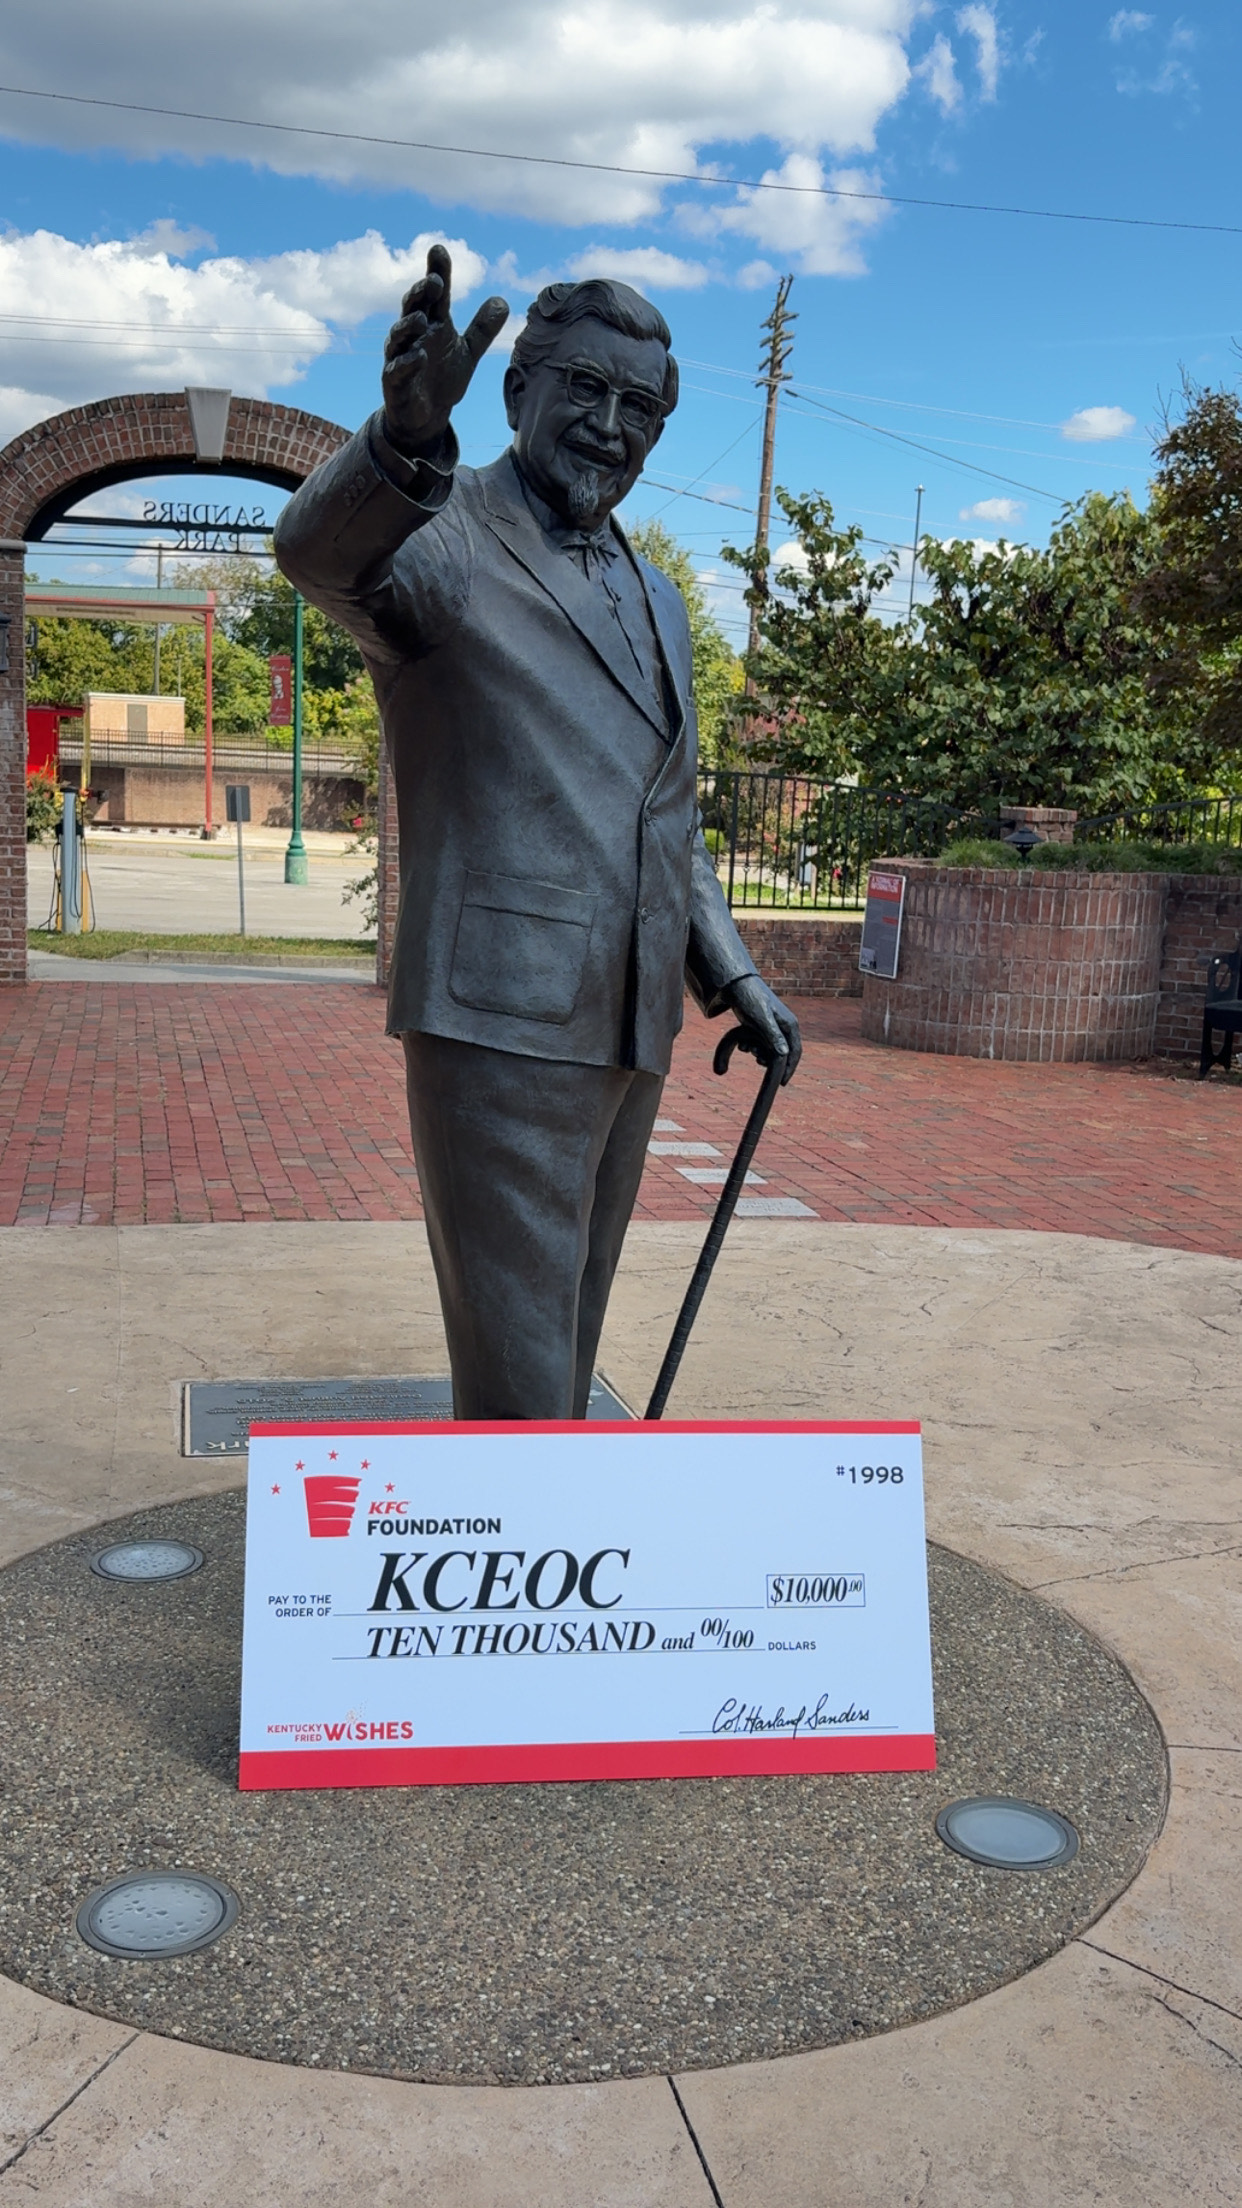 SANDERS
PARK
#1998
KFC
FOUNDATION
KCEOC
PAY TO THE
ORDER OF
$10,000.00
TEN THOUSAND and 00/100 DOLLARS
KENTUCKY
FRIED WISHES
Col. Harland Sanders